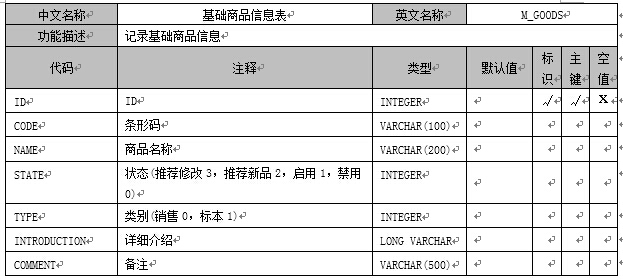 中文名称 基础商品信息表 英文名称 M_GOODS
功能描述 记录基础商品信息
代码 注释 类型 默认值 标识 主键 空值
ID ID INTEGER √ √ X
CODE 条形码 VARCHAR(100)
NAME 商品名称 VARCHAR(200)
STATE 状态(推荐修改 3，推荐新品 2，启用 1，禁用 0) INTEGER
TYPE 类别(销售 0，标本 1) INTEGER
INTRODUCTION 详细介绍 LONG VARCHAR
COMMENT 备注 VARCHAR(500)